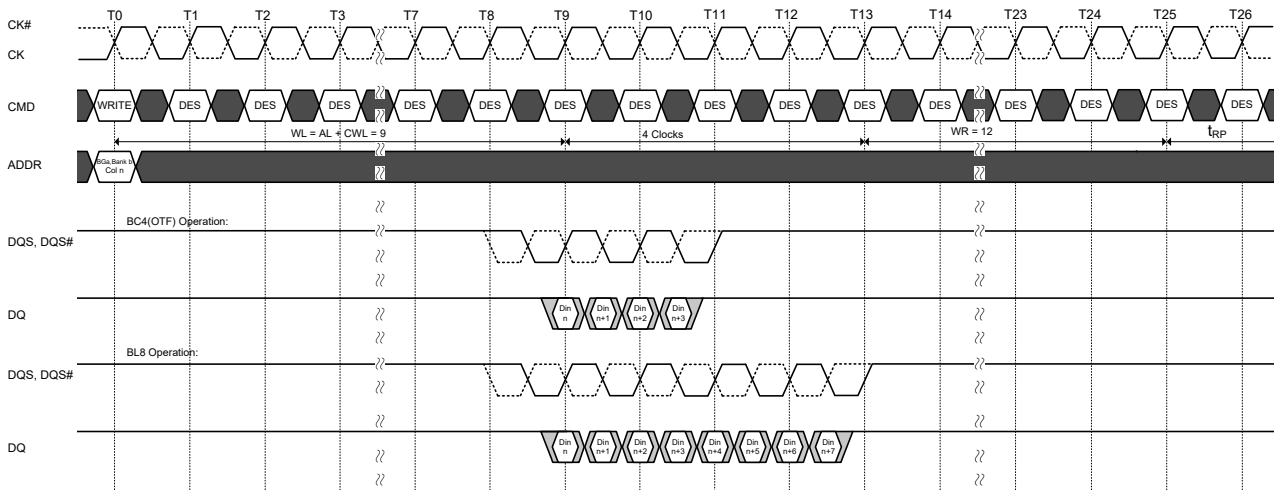 T0 T1 T2 T3 T7 T8 T9 T10 T11 T12 T13 T14 T23 T24 T25 T26
CK#
CK
CMD WRITE DES DES DES DES DES DES DES DES DES DES DES DES DES DES DES
WL = AL + CWL = 9 4 Clocks WR = 12 tRP
ADDR BGa,Bank b
Col n
BC4(OTF) Operation:
DQS, DQS#
DQ Din Din Din Din
n n+1 n+2 n+3
BL8 Operation:
DQS, DQS#
DQ Din Din Din Din Din Din Din Din
n n+1 n+2 n+3 n+4 n+5 n+6 n+7